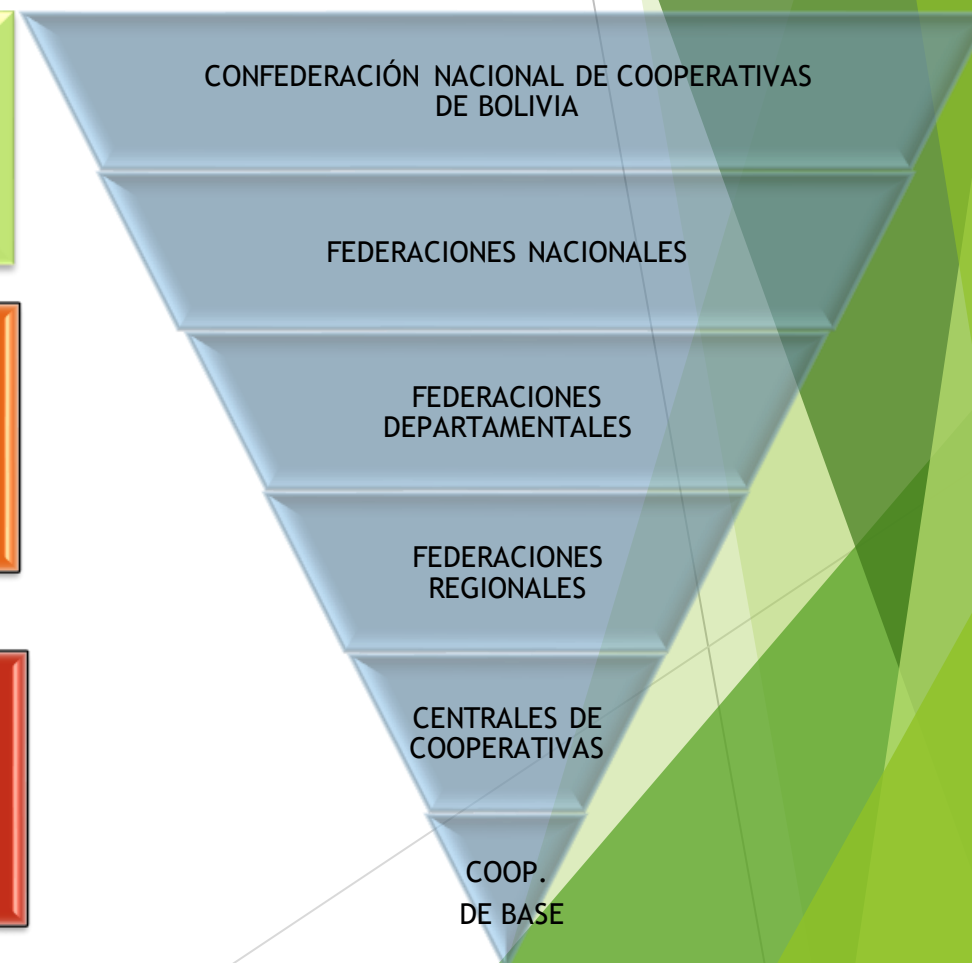 CONFEDERACIÓN NACIONAL DE COOPERATIVAS
DE BOLIVIA
FEDERACIONES NACIONALES
FEDERACIONES
DEPARTAMENTALES
FEDERACIONES
REGIONALES
CENTRALES DE
COOPERATIVAS
COOP.
DE BASE